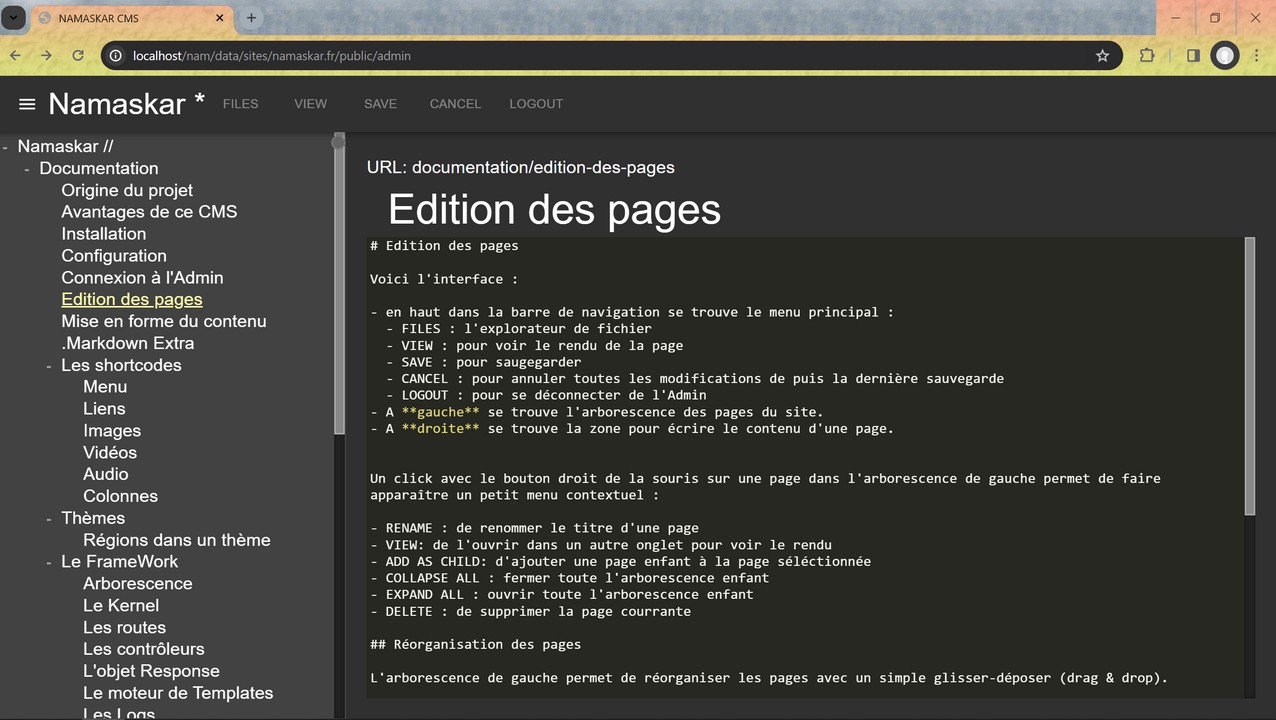 NAMASKAR CMS
localhost/nam/data/sites/namaskar.fr/public/admin
Namaskar * FILES VIEW SAVE CANCEL LOGOUT
- Namaskar //
- Documentation
Origine du projet
Avantages de ce CMS
Installation
Configuration
Connexion à l'Admin
Edition des pages
Mise en forme du contenu
.Markdown Extra
- Les shortcodes
Menu
Liens
Images
Vidéos
Audio
Colonnes
- Thèmes
Régions dans un thème
- Le FrameWork
Arborescence
Le Kernel
Les routes
Les contrôleurs
L'objet Response
Le moteur de Templates
Les Logs
URL: documentation/edition-des-pages
Edition des pages
# Edition des pages
Voici l'interface :
- en haut dans la barre de navigation se trouve le menu principal :
- FILES : l'explorateur de fichier
- VIEW : pour voir le rendu de la page
- SAVE : pour saugegarder
- CANCEL : pour annuler toutes les modifications de puis la dernière sauvegarde
- LOGOUT : pour se déconnecter de l'Admin
- A **gauche** se trouve l'arborescence des pages du site.
- A **droite** se trouve la zone pour écrire le contenu d'une page.
Un click avec le bouton droit de la souris sur une page dans l'arborescence de gauche permet de faire
apparaître un petit menu contextuel :
- RENAME : de renommer le titre d'une page
- VIEW: de l'ouvrir dans un autre onglet pour voir le rendu
- ADD AS CHILD: d'ajouter une page enfant à la page séléctionnée
- COLLAPSE ALL : fermer toute l'arborescence enfant
- EXPAND ALL : ouvrir toute l'arborescence enfant
- DELETE : de supprimer la page courrante
## Réorganisation des pages
L'arborescence de gauche permet de réorganiser les pages avec un simple glisser-déposer (drag & drop).